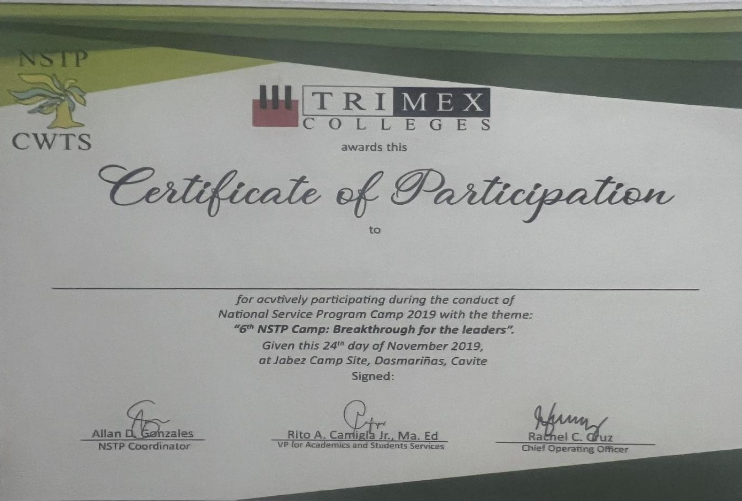 NSTP
CWTS
TRIMEX
COLLEGES
awards this
Certificate of Participation
to
for acvtively participating during the conduct of
National Service Program Camp 2019 with the theme:
"6th NSTP Camp: Breakthrough for the leaders".
Given this 24th day of November 2019,
at Jabez Camp Site, Dasmariñas, Cavite
Signed:
Allan D. Gonzales
NSTP Coordinator
Rito A. Camigla Jr., Ma. Ed
VP for Academics and Students Services
Rachel C. Cruz
Chief Operating Officer